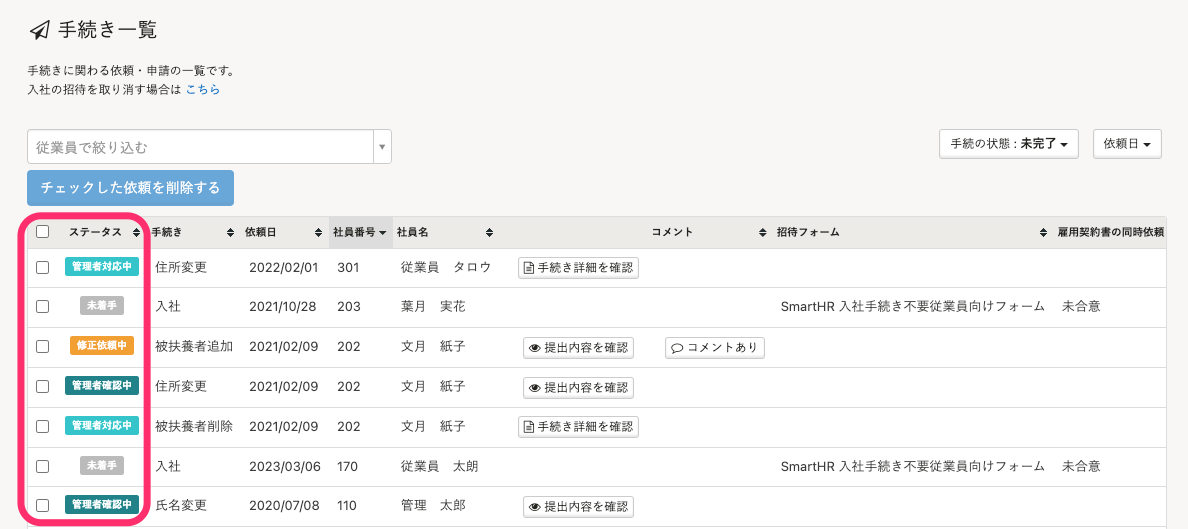 手続き一覧
手続きに関わる依頼・申請の一覧です。
入社の招待を取り消す場合は こちら
従業員で絞り込む
手続の状態 : 未完了
依頼日
チェックした依頼を削除する
ステータス 手続き 依頼日 社員番号 社員名 コメント 招待フォーム 雇用契約書の同時依頼
管理者対応中 住所変更 2022/02/01 301 従業員 タロウ 手続き詳細を確認
未着手 入社 2021/10/28 203 葉月 実花 SmartHR 入社手続き不要従業員向けフォーム 未合意
修正依頼中 被扶養者追加 2021/02/09 202 文月 紙子 提出内容を確認 コメントあり
管理者確認中 住所変更 2021/02/09 202 文月 紙子 提出内容を確認
管理者対応中 被扶養者削除 2021/02/09 202 文月 紙子 手続き詳細を確認
未着手 入社 2023/03/06 170 従業員 太朗 SmartHR 入社手続き不要従業員向けフォーム 未合意
管理者確認中 氏名変更 2020/07/08 110 管理 太郎 提出内容を確認